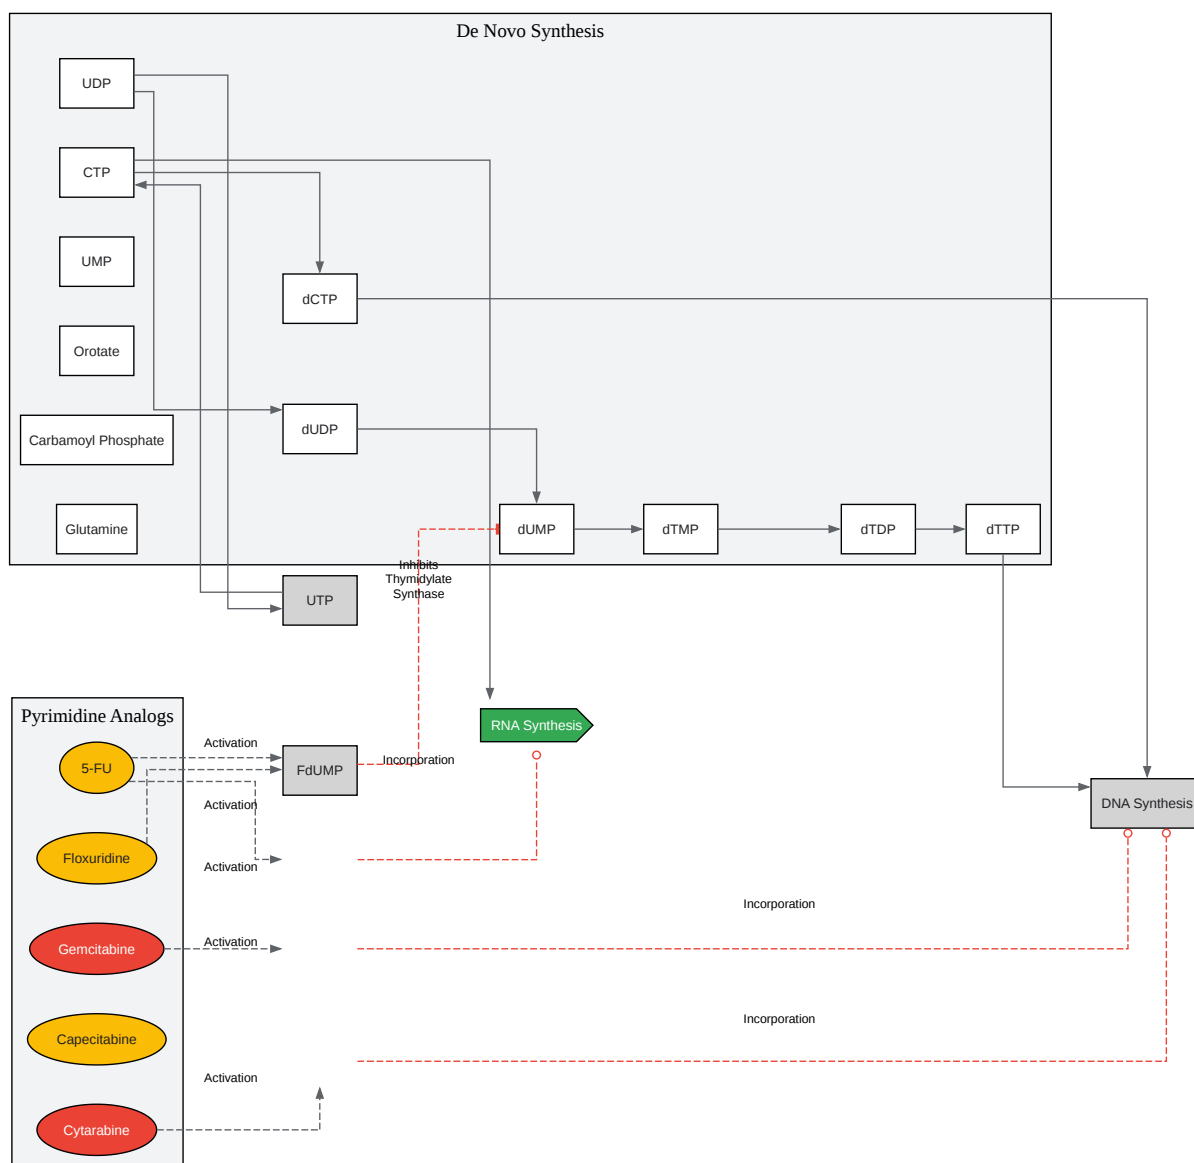 De Novo Synthesis
UDP
CTP
UMP
dCTP
Orotate
dUDP
Carbamoyl Phosphate
Glutamine
dUMP
dTMP
dTDP
dTTP
Inhibits
Thymidylate
Synthase
UTP
Pyrimidine Analogs
RNA Synthesis
Activation
5-FU
FdUMP
Incorporation
Activation
DNA Synthesis
Floxuridine
Activation
Incorporation
Gemcitabine
Activation
Capecitabine
Incorporation
Activation
Cytarabine